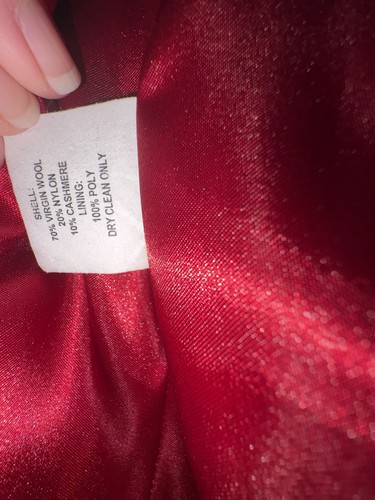 SHELL:
70% VIRGIN WOOL
20% NYLON
10% CASHMERE
LINING:
100% POLY
DRY CLEAN ONLY